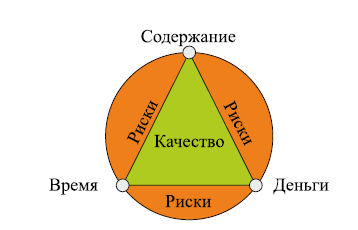 Содержание
Риски
Риски
Качество
Время
Деньги
Риски